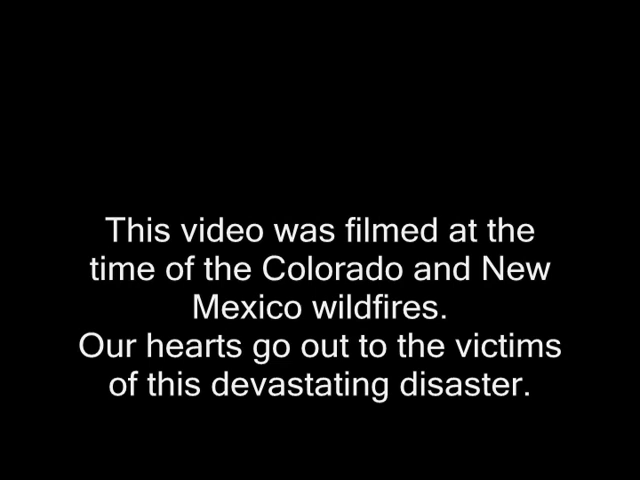 This video was filmed at the
time of the Colorado and New
Mexico wildfires.
Our hearts go out to the victims
of this devastating disaster.